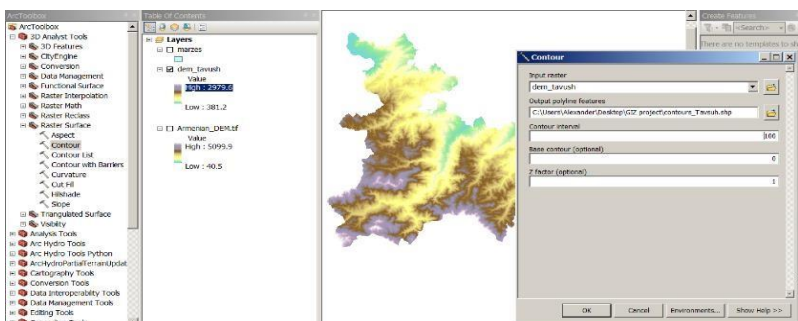 ArcToolbox
ArcToolbox
3D Analyst Tools
3D Features
CityEngine
Conversion
Data Management
Functional Surface
Raster Interpolation
Raster Math
Raster Reclass
Raster Surface
Aspect
Contour
Contour List
Contour with Barriers
Curvature
Cut Fill
Hillshade
Slope
Triangulated Surface
Visibility
Analysis Tools
Arc Hydro Tools
Arc Hydro Tools Python
ArcHydroPartialTerrainUpdat
Cartography Tools
Conversion Tools
Data Interoperability Tools
Data Management Tools
Editing Tools
Table Of Contents
Layers
marzes
dem_tavush
Value
High : 2979.6
Low : 381.2
Armenian_DEM.tif
Value
High : 5099.9
Low : 40.5
Create Features
<Search>
There are no templates to sh
Contour
Input raster
dem_tavush
Output polyline features
C:\Users\Alexander\Desktop\GIZ project\contours_Tavsuh.shp
Contour interval
100
Base contour (optional)
0
Z factor (optional)
1
OK
Cancel
Environments...
Show Help >>